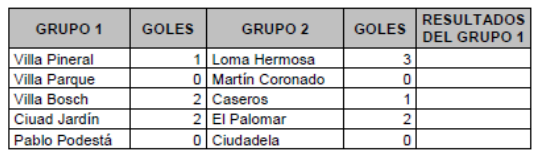 GRUPO 1 GOLES GRUPO 2 GOLES RESULTADOS DEL GRUPO 1
Villa Pineral 1 Loma Hermosa 3
Villa Parque 0 Martín Coronado 0
Villa Bosch 2 Caseros 1
Ciuad Jardín 2 El Palomar 2
Pablo Podestá 0 Ciudadela 0